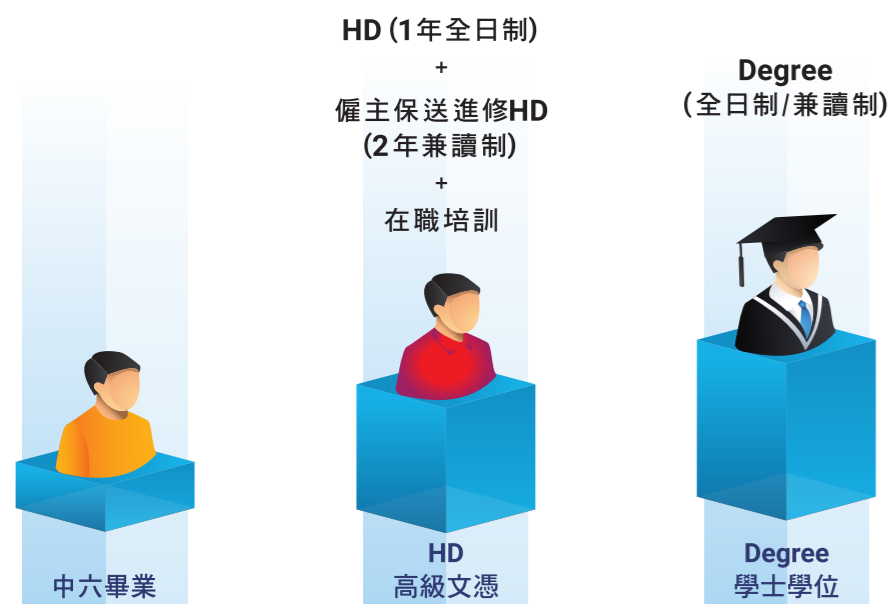 HD (1年全日制)
+
僱主保送進修HD
(2年兼讀制)
+
在職培訓
Degree
(全日制/兼讀制)
中六畢業
HD
高級文憑
Degree
學士學位